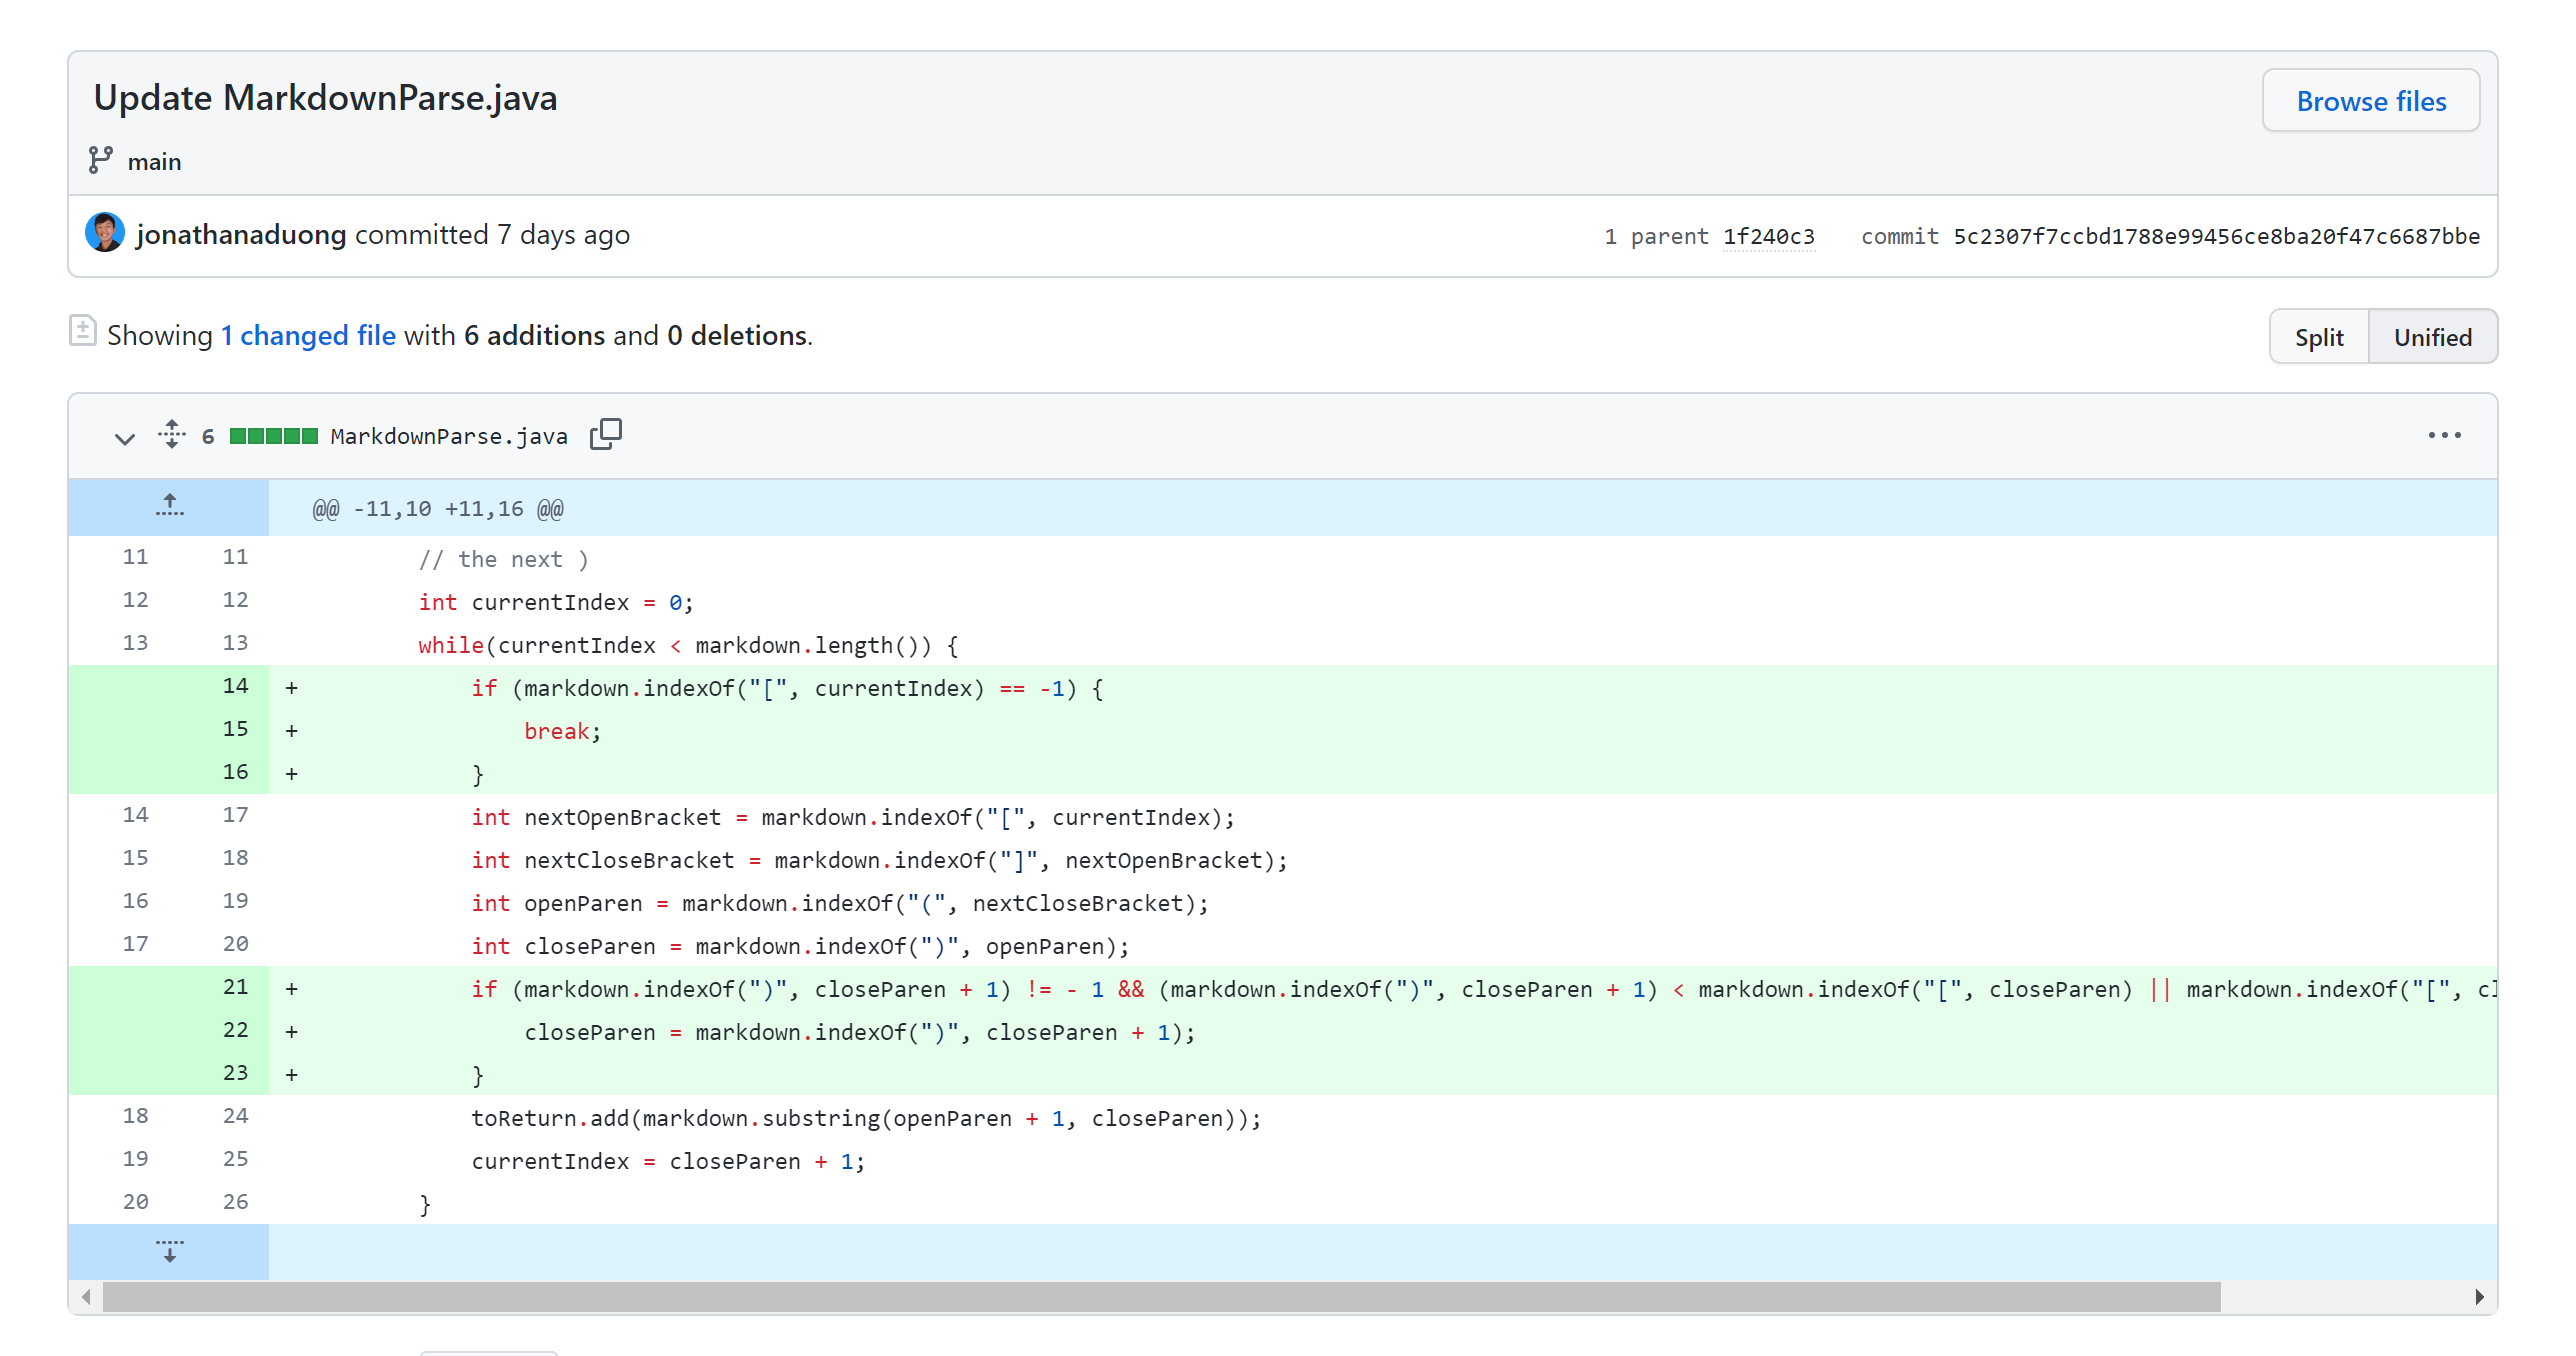 Update MarkdownParse.java
Browse files
main
jonathanaduong committed 7 days ago
1 parent 1f240c3 commit 5c2307f7ccbd1788e99456ce8ba20f47c6687bbe
Showing 1 changed file with 6 additions and 0 deletions.
Split Unified
6 MarkdownParse.java
@@ -11,10 +11,16 @@
11 11 // the next )
12 12 int currentIndex = 0;
13 13 while(currentIndex < markdown.length()) {
14 + if (markdown.indexOf("[", currentIndex) == -1) {
15 + break;
16 + }
14 17 int nextOpenBracket = markdown.indexOf("[", currentIndex);
15 18 int nextCloseBracket = markdown.indexOf("]", nextOpenBracket);
16 19 int openParen = markdown.indexOf("(", nextCloseBracket);
17 20 int closeParen = markdown.indexOf(")", openParen);
21 + if (markdown.indexOf(")", closeParen + 1) != - 1 && (markdown.indexOf(")", closeParen + 1) < markdown.indexOf("[", closeParen) || markdown.indexOf("[",
22 + closeParen = markdown.indexOf(")", closeParen + 1);
23 + }
18 24 toReturn.add(markdown.substring(openParen + 1, closeParen));
19 25 currentIndex = closeParen + 1;
20 26 }